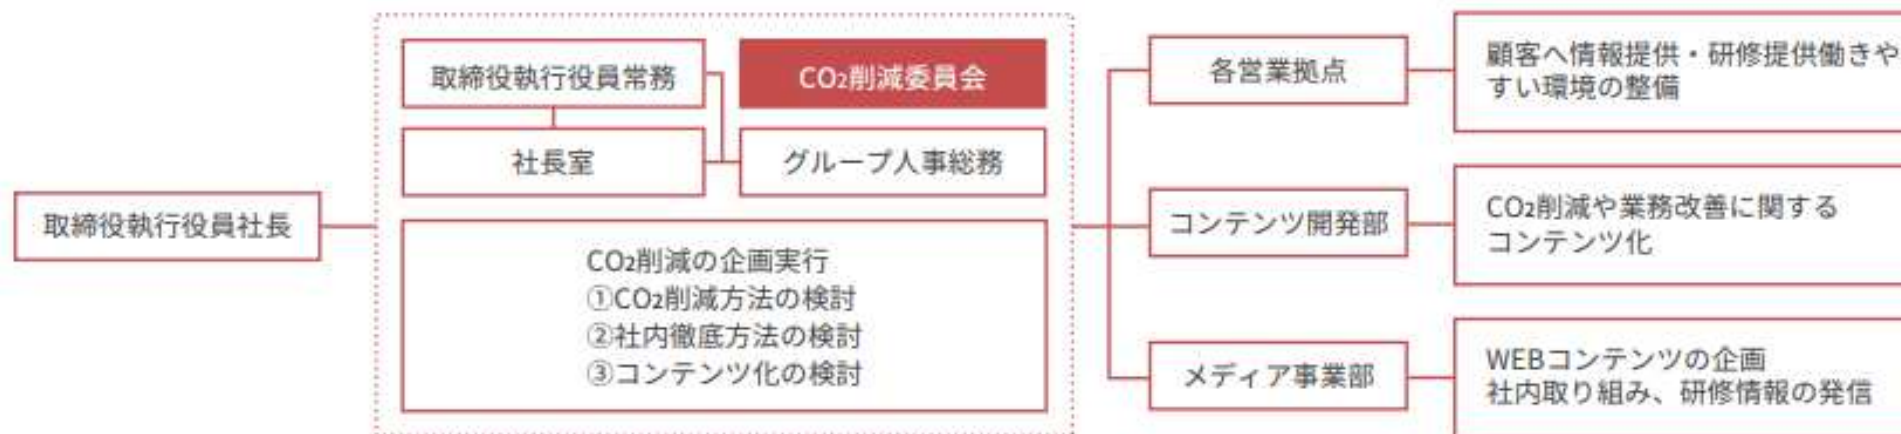 取締役執行役員社長
取締役執行役員常務
CO₂削減委員会
社長室
グループ人事総務
CO₂削減の企画実行
①CO₂削減方法の検討
②社内徹底方法の検討
③コンテンツ化の検討
各営業拠点
顧客へ情報提供・研修提供働きや
すい環境の整備
コンテンツ開発部
CO₂削減や業務改善に関する
コンテンツ化
メディア事業部
WEBコンテンツの企画
社内取り組み、研修情報の発信